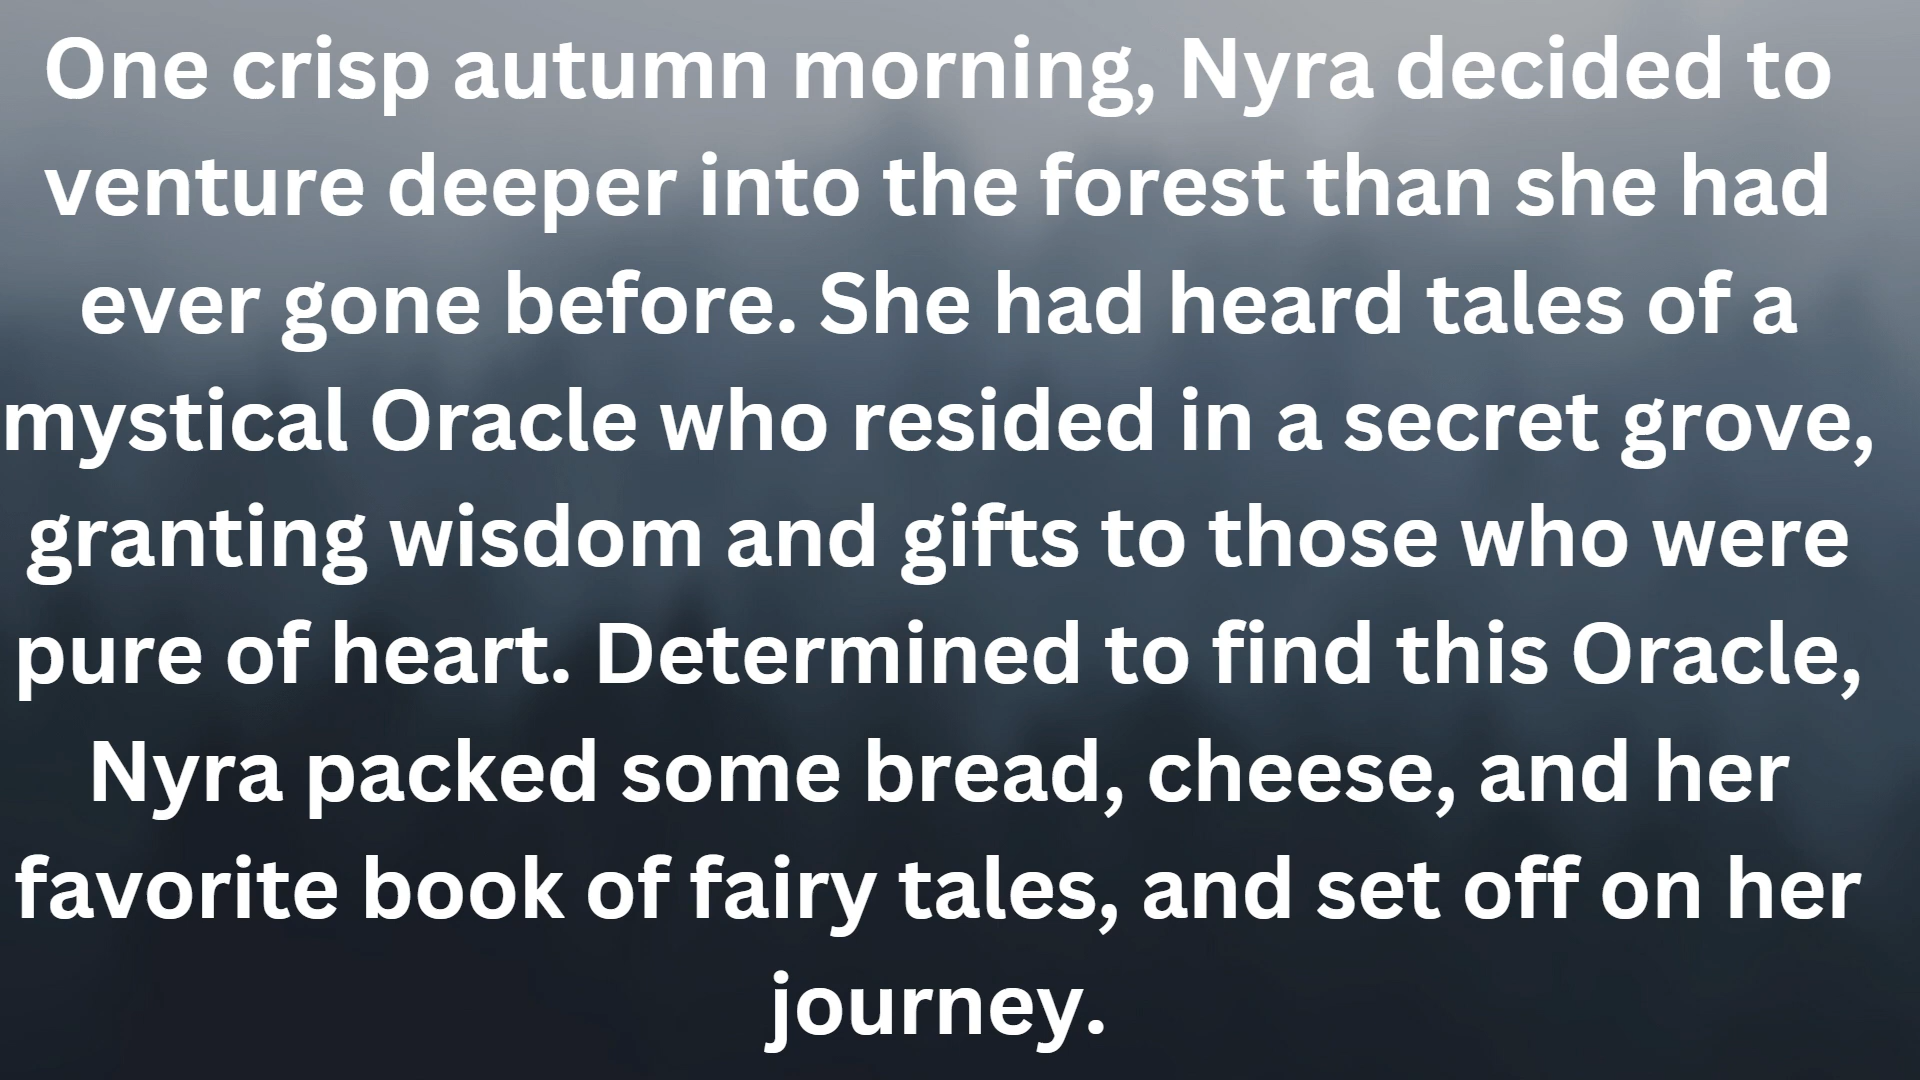 One crisp autumn morning, Nyra decided to
venture deeper into the forest than she had
ever gone before. She had heard tales of a
mystical Oracle who resided in a secret grove,
granting wisdom and gifts to those who were
pure of heart. Determined to find this Oracle,
Nyra packed some bread, cheese, and her
favorite book of fairy tales, and set off on her
journey.